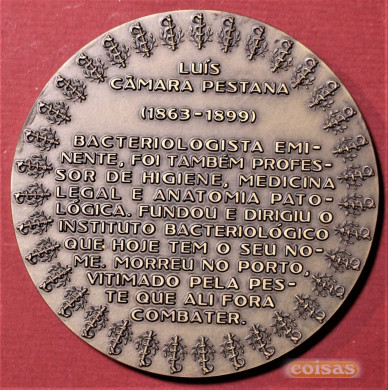 LUÍS
CÂMARA PESTANA
(1863-1899)
BACTERIOLOGISTA EMI-
NENTE, FOI TAMBÉM PROFES-
SOR DE HIGIENE, MEDICINA
LEGAL E ANATOMIA PATO-
LÓGICA. FUNDOU E DIRIGIU O
INSTITUTO BACTERIOLÓGICO
QUE HOJE TEM O SEU NO-
ME. MORREU NO PORTO,
VITIMADO PELA PES-
TE QUE ALI FORA
COMBATER.
coisas